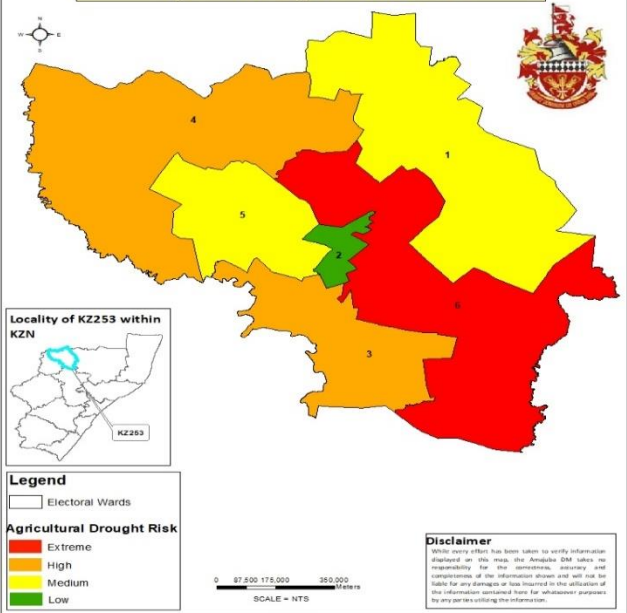 N
W
E
S
4
1
5
2
6
3
Locality of KZ253 within
KZN
KZ253
Legend
Electoral Wards
Agricultural Drought Risk
Extreme
High
Medium
Low
0 87,500 175,000 350,000
Meters
SCALE = NTS
Disclaimer
While every effort has been taken to verify information
displayed on this map, the Amajuba DM takes no
responsibility for the correctness, accuracy and
completeness of the information shown and will not be
liable for any damages or loss incurred in the utilization of
the information contained here for whatsoever purposes
by any parties utilizing the information.